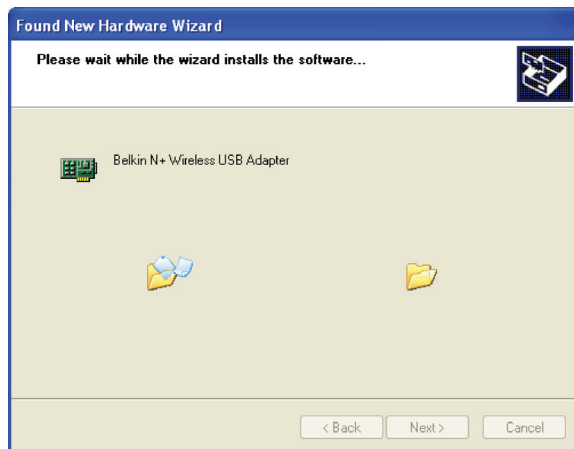 Found New Hardware Wizard
Please wait while the wizard installs the software...
Belkin N+ Wireless USB Adapter
< Back Next > Cancel